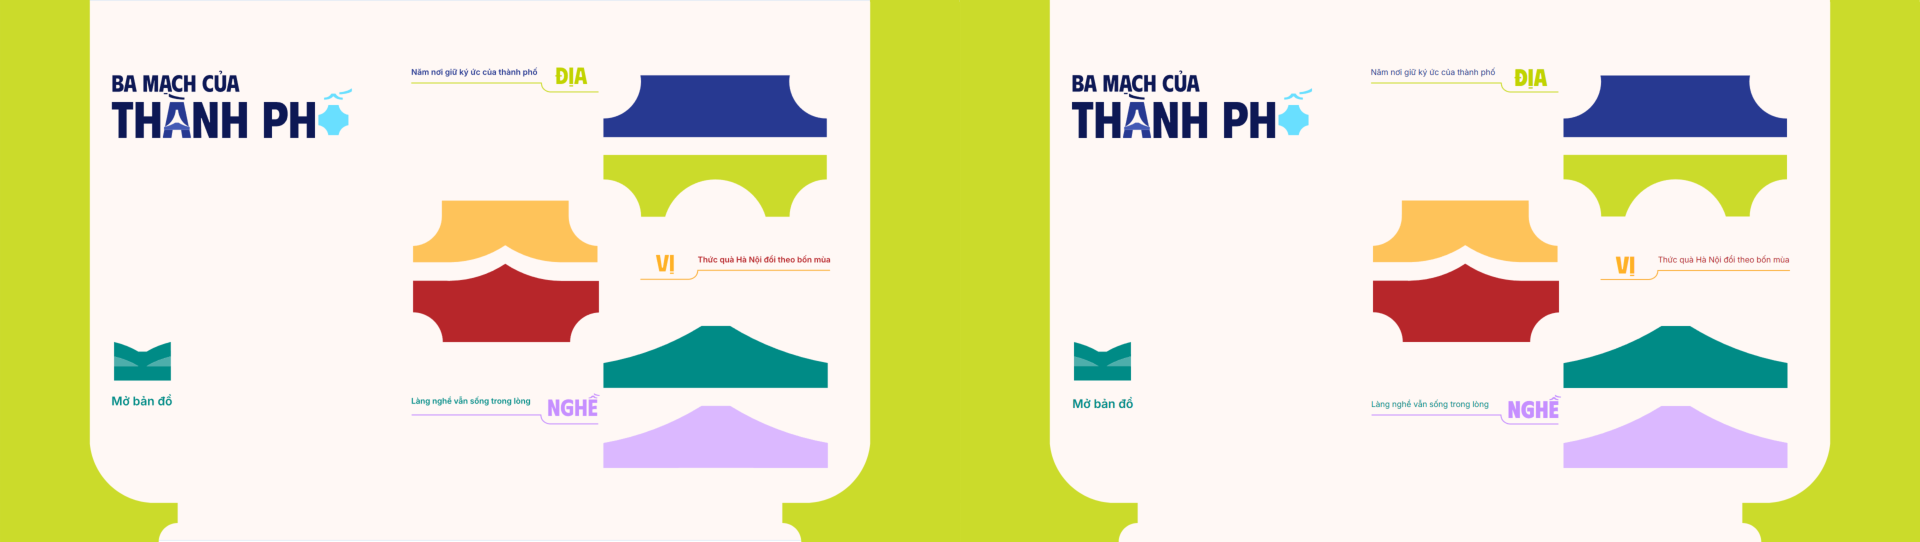 BA MẠCH CỦA
THÀNH PHỐ
Năm nơi giữ ký ức của thành phố
ĐỊA
VỊ
Thức quà Hà Nội đổi theo bốn mùa
Mở bản đồ
Làng nghề vẫn sống trong lòng
NGHỀ
BA MẠCH CỦA
THÀNH PHỐ
Năm nơi giữ ký ức của thành phố
ĐỊA
VỊ
Thức quà Hà Nội đổi theo bốn mùa
Mở bản đồ
Làng nghề vẫn sống trong lòng
NGHỀ